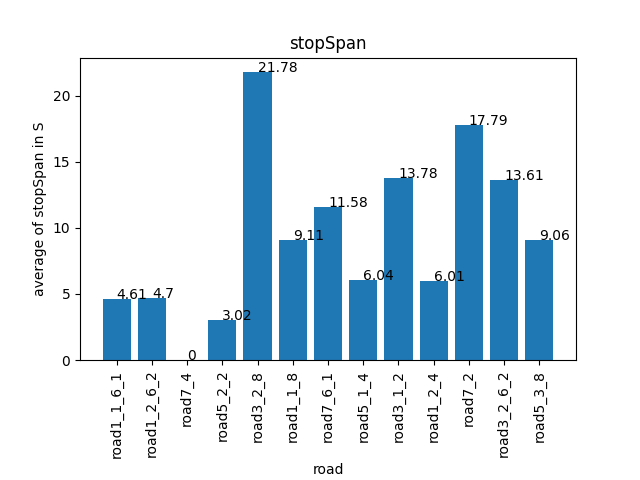 stopSpan
average of stopSpan in S
20
15
10
5
0
4.61
4.7
0
3.02
21.78
9.11
11.58
6.04
13.78
6.01
17.79
13.61
9.06
road1_1_6_1
road1_2_6_2
road7_4
road5_2_2
road3_2_8
road1_1_8
road7_6_1
road5_1_4
road3_1_2
road1_2_4
road7_2
road3_2_6_2
road5_3_8
road